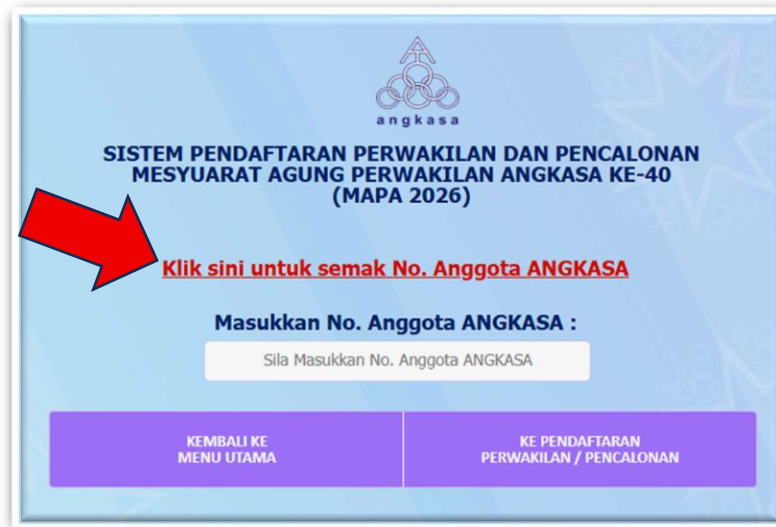 angkasa
SISTEM PENDAFTARAN PERWAKILAN DAN PENCALONAN
MESYUARAT AGUNG PERWAKILAN ANGKASA KE-40
(MAPA 2026)
Klik sini untuk semak No. Anggota ANGKASA
Masukkan No. Anggota ANGKASA :
Sila Masukkan No. Anggota ANGKASA
KEMBALI KE
MENU UTAMA
KE PENDAFTARAN
PERWAKILAN / PENCALONAN